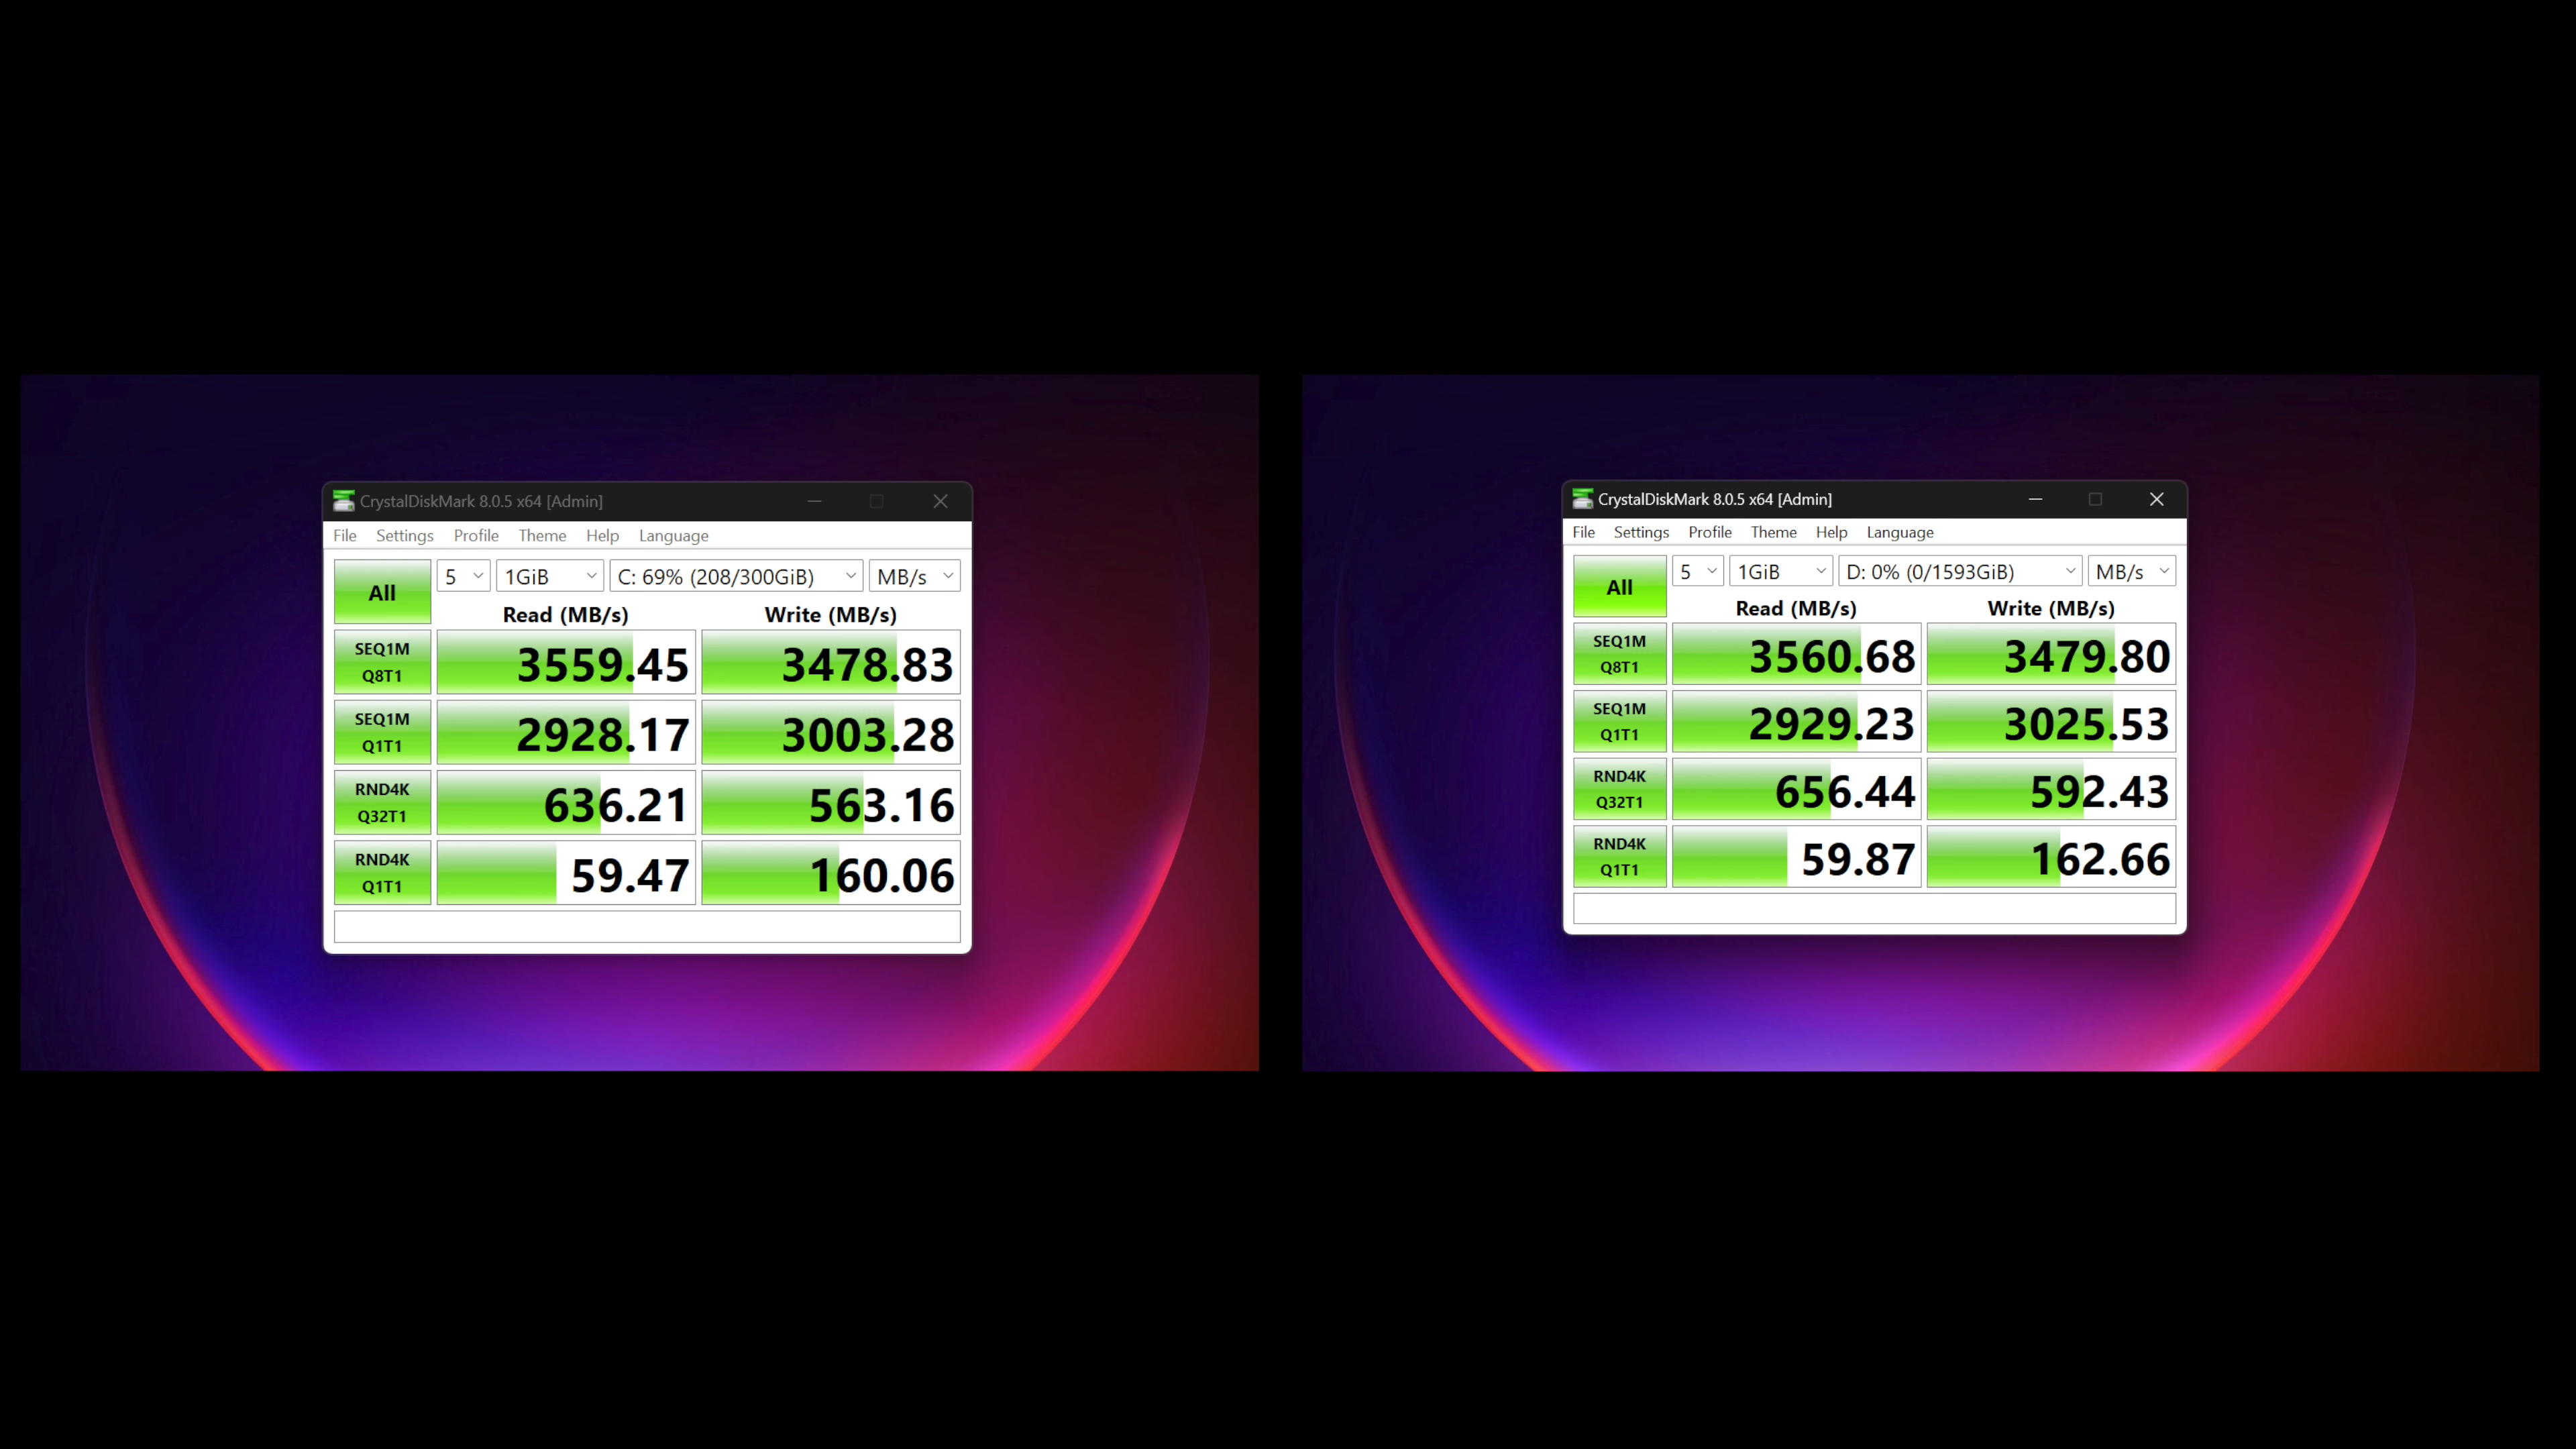 CrystalDiskMark 8.0.5 x64 [Admin]
File Settings Profile Theme Help Language
All 5 1GiB C: 69% (208/300GiB) MB/s
Read (MB/s) Write (MB/s)
SEQ1M
Q8T1
3559.45 3478.83
SEQ1M
Q1T1
2928.17 3003.28
RND4K
Q32T1
636.21 563.16
RND4K
Q1T1
59.47 160.06
CrystalDiskMark 8.0.5 x64 [Admin]
File Settings Profile Theme Help Language
All 5 1GiB D: 0% (0/1593GiB) MB/s
Read (MB/s) Write (MB/s)
SEQ1M
Q8T1
3560.68 3479.80
SEQ1M
Q1T1
2929.23 3025.53
RND4K
Q32T1
656.44 592.43
RND4K
Q1T1
59.87 162.66